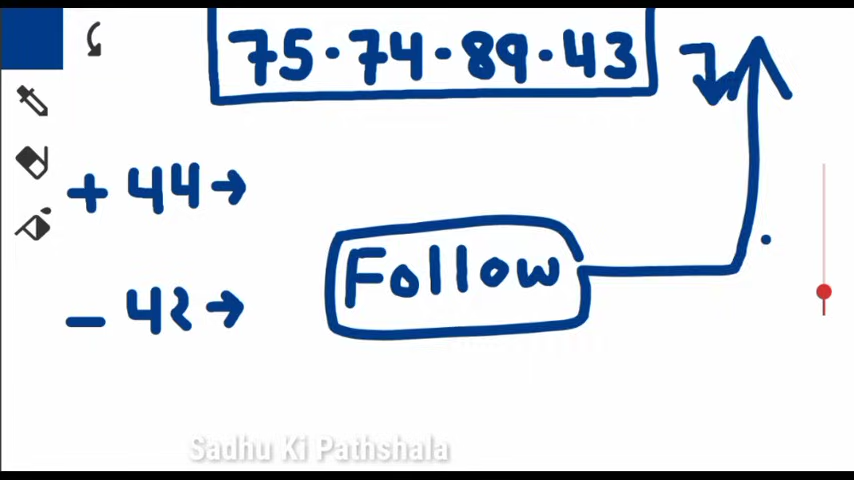 75·74·89·43
+ 44 →
- 42 →
Follow
Sadhu Ki Pathshala